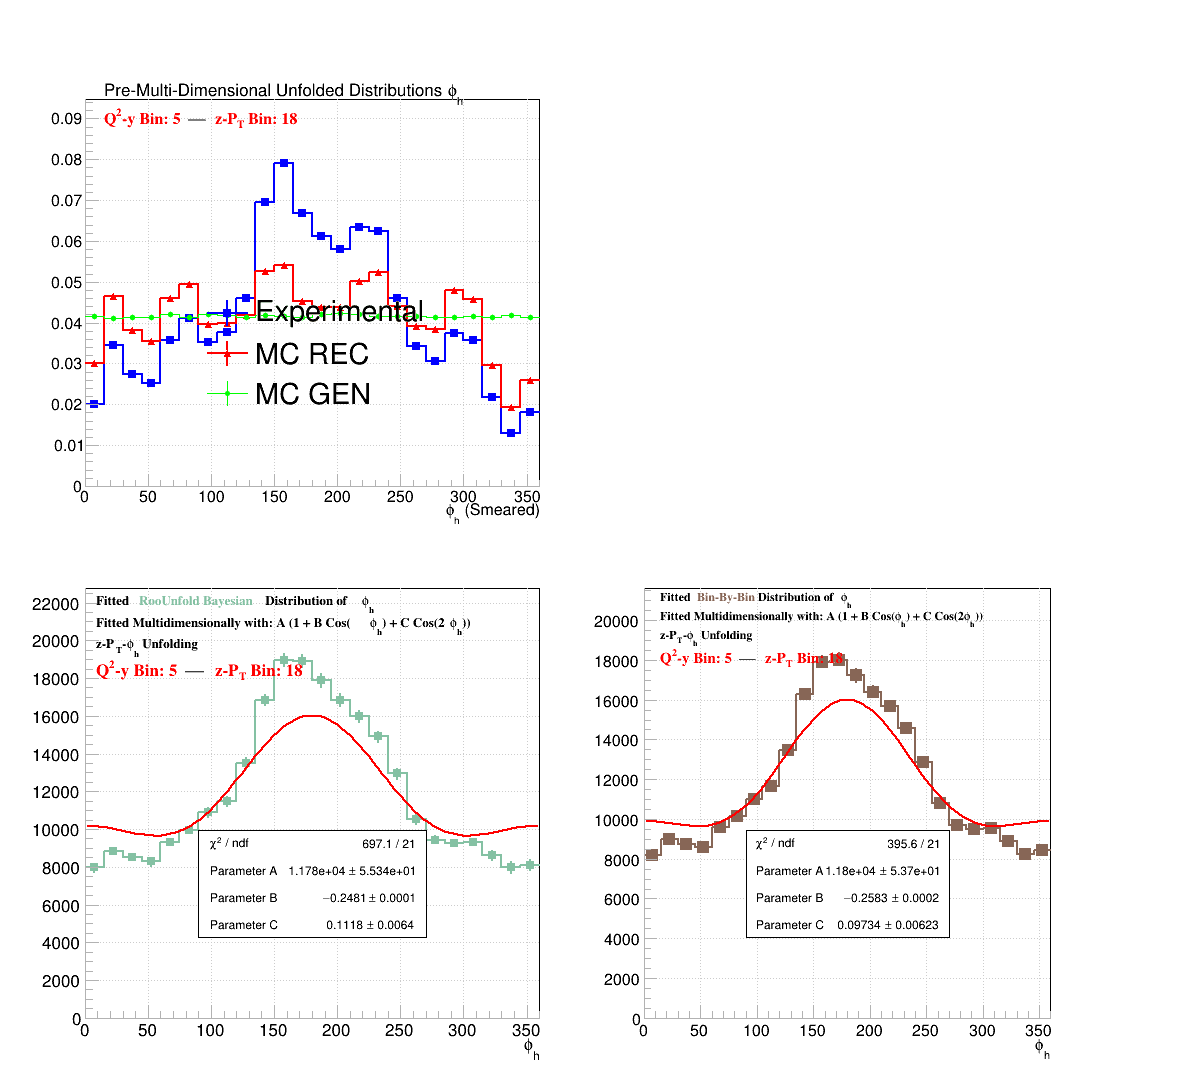 Pre-Multi-Dimensional Unfolded Distributions ϕh
Q²-y Bin: 5 — z-PT Bin: 18
0.09
0.08
0.07
0.06
0.05
0.04
0.03
0.02
0.01
0
Experimental
MC REC
MC GEN
0 50 100 150 200 250 300 350
ϕh (Smeared)
Fitted RooUnfold Bayesian Distribution of ϕh
Fitted Multidimensionally with: A (1 + B Cos( ϕh) + C Cos(2 ϕh))
z-PT-ϕh Unfolding
Q²-y Bin: 5 — z-PT Bin: 18
22000
20000
18000
16000
14000
12000
10000
8000
6000
4000
2000
0
χ² / ndf 697.1 / 21
Parameter A 1.178e+04 ± 5.534e+01
Parameter B −0.2481 ± 0.0001
Parameter C 0.1118 ± 0.0064
0 50 100 150 200 250 300 350
ϕh
Fitted Bin-By-Bin Distribution of ϕh
Fitted Multidimensionally with: A (1 + B Cos(ϕh) + C Cos(2ϕh))
z-PT-ϕh Unfolding
Q²-y Bin: 5 — z-PT Bin: 18
20000
18000
16000
14000
12000
10000
8000
6000
4000
2000
0
χ² / ndf 395.6 / 21
Parameter A 1.18e+04 ± 5.37e+01
Parameter B −0.2583 ± 0.0002
Parameter C 0.09734 ± 0.00623
0 50 100 150 200 250 300 350
ϕh